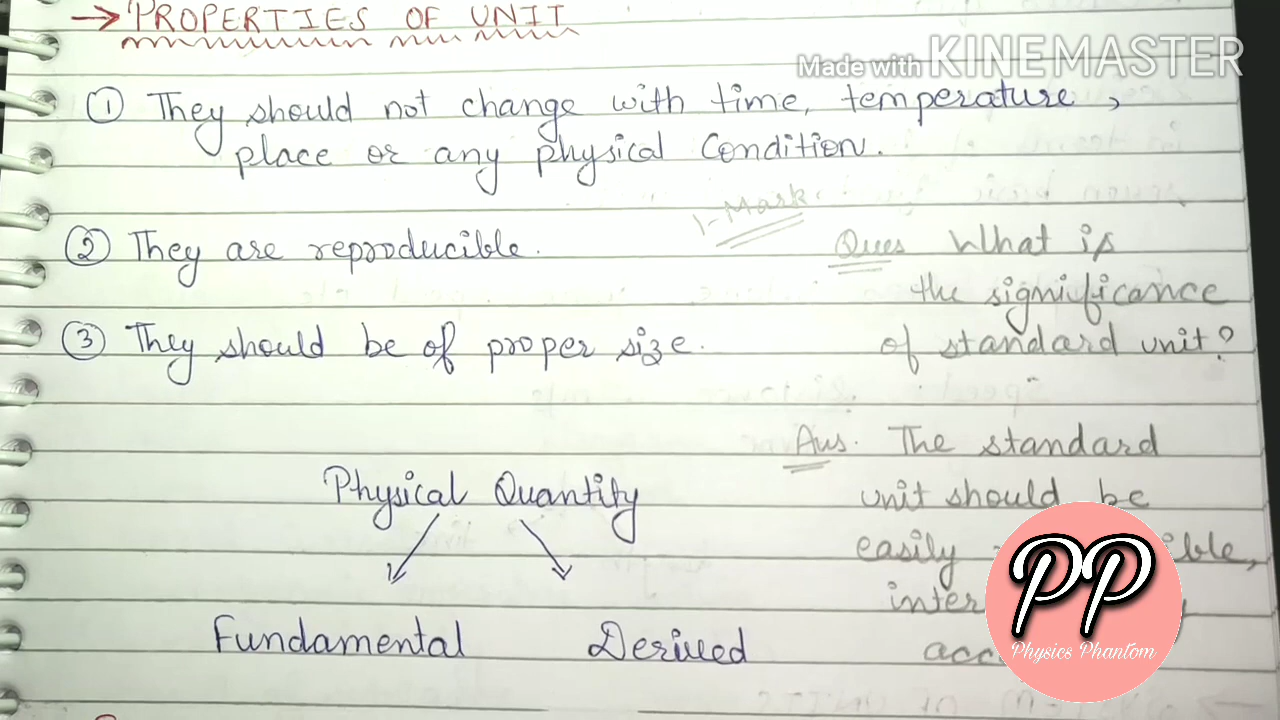 → PROPERTIES OF UNIT
Made with KINEMASTER
① They should not change with time, temperature,
place or any physical condition.
1-Mark.
② They are reproducible.
Ques What is
the significance
③ They should be of proper size.
of standard unit?
Ans. The standard
Physical Quantity
unit should be
easily
Fundamental Derived
PP
Physics Phantom